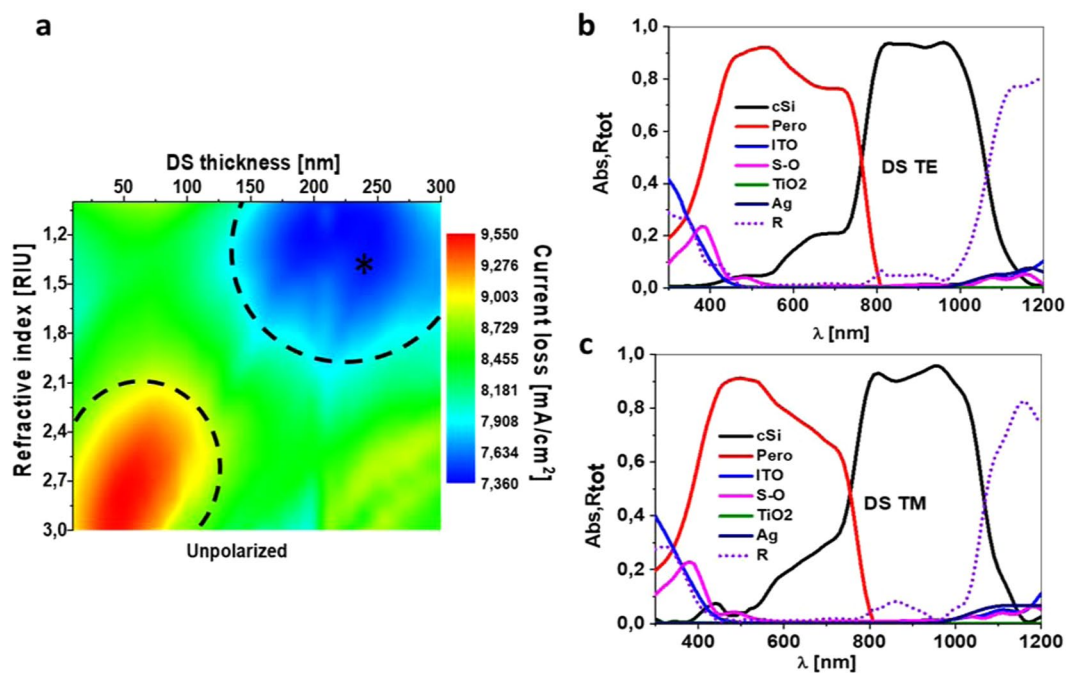 a
DS thickness [nm]
50 100 150 200 250 300
Refractive index [RIU]
1,2
1,5
1,8
2,1
2,4
2,7
3,0
*
Unpolarized
9,550
9,276
9,003
8,729
8,455
8,181
7,908
7,634
7,360
Current loss [mA/cm²]
b
Abs,Rtot
1,0
0,8
0,6
0,4
0,2
0,0
cSi
Pero
ITO
S-O
TiO2
Ag
R
DS TE
400 600 800 1000 1200
λ [nm]
c
Abs,Rtot
1,0
0,8
0,6
0,4
0,2
0,0
cSi
Pero
ITO
S-O
TiO2
Ag
R
DS TM
400 600 800 1000 1200
λ [nm]